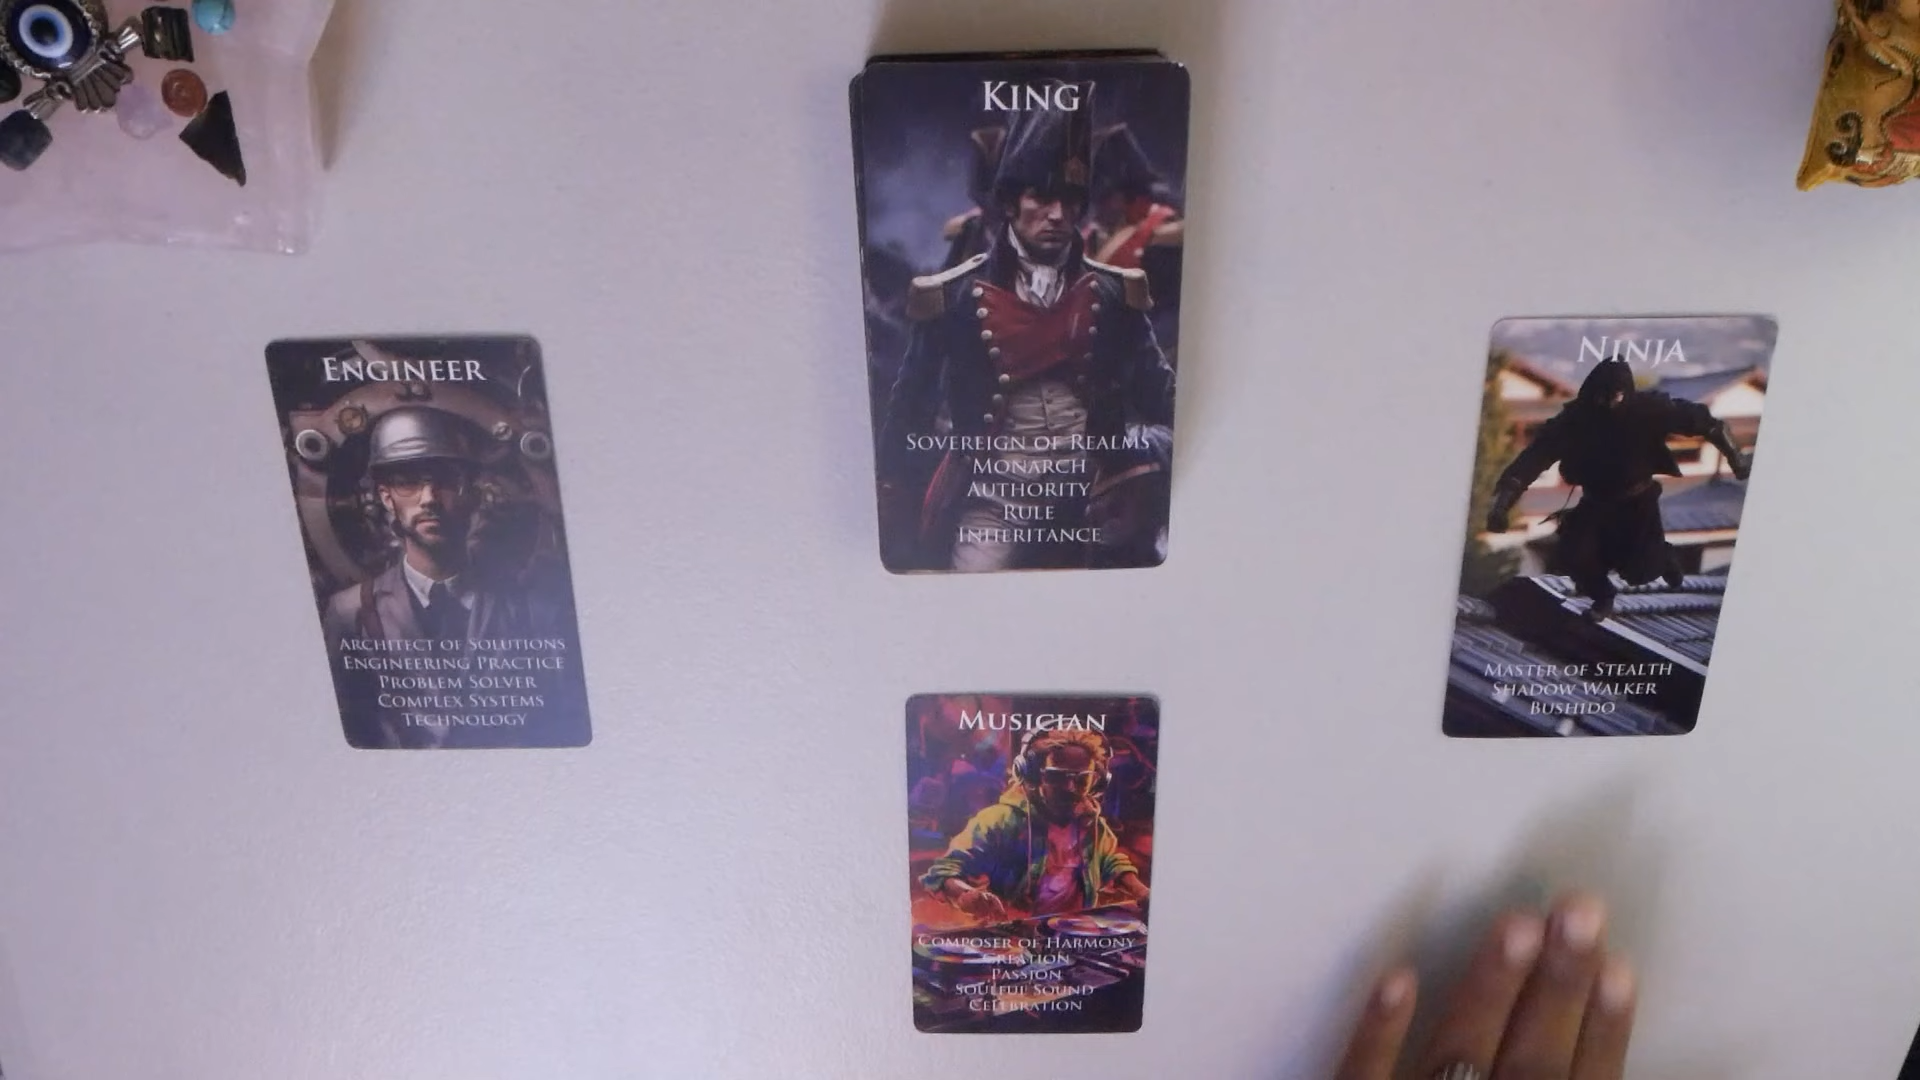 King
Sovereign of Realms
Monarch
Authority
Rule
Inheritance
Engineer
Architect of Solutions
Engineering Practice
Problem Solver
Complex Systems
Technology
Ninja
Master of Stealth
Shadow Walker
Bushido
Musician
Composer of Harmony
Creation
Passion
Soulful Sound
Celebration